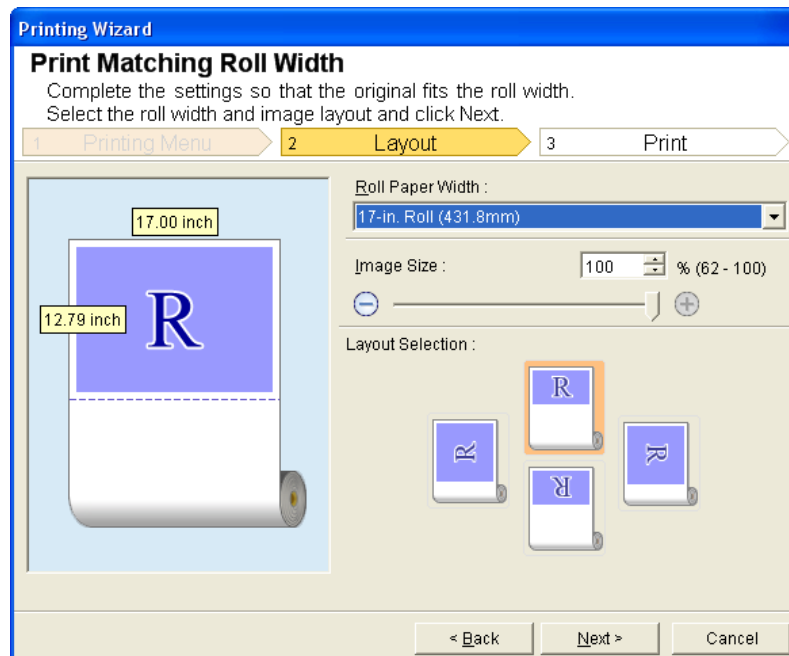 Printing Wizard
Print Matching Roll Width
Complete the settings so that the original fits the roll width.
Select the roll width and image layout and click Next.
1 Printing Menu 2 Layout 3 Print
Roll Paper Width :
17-in. Roll (431.8mm)
17.00 inch
12.79 inch
R
Image Size : 100 % (62 - 100)
Layout Selection :
R
R
R
R
< Back Next > Cancel